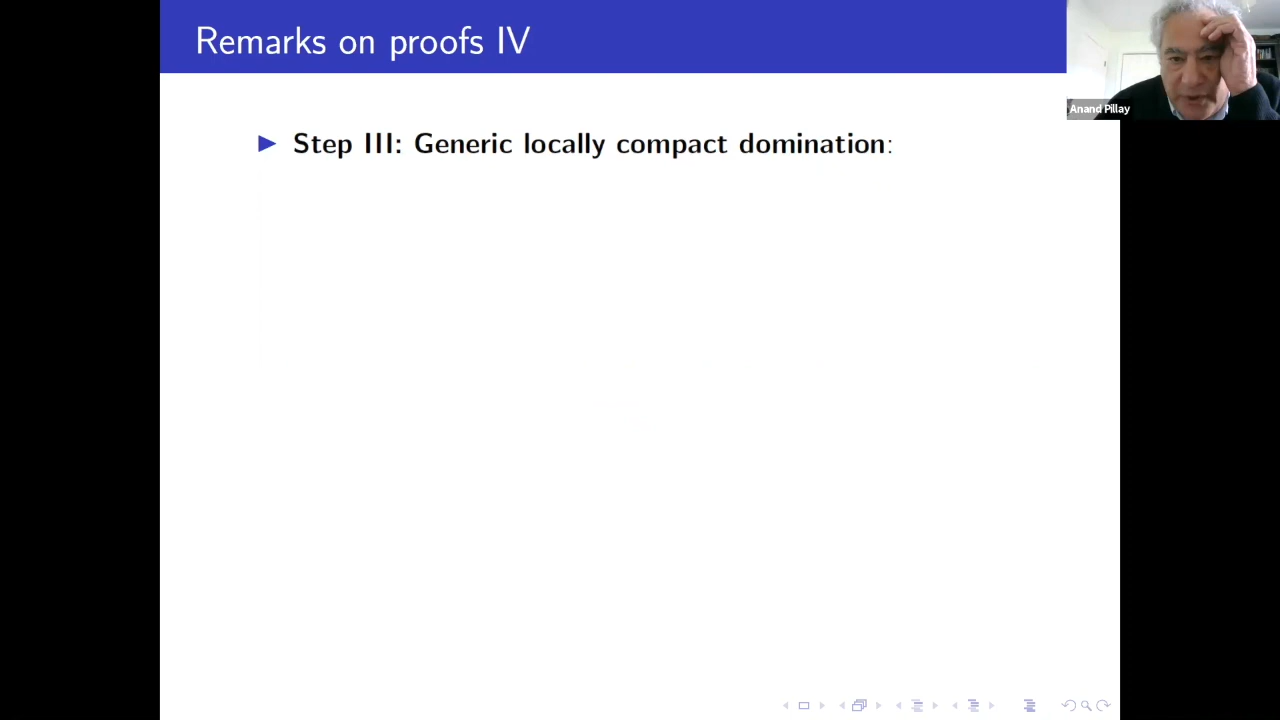 Remarks on proofs IV
Anand Pillay
▶ Step III: Generic locally compact domination: